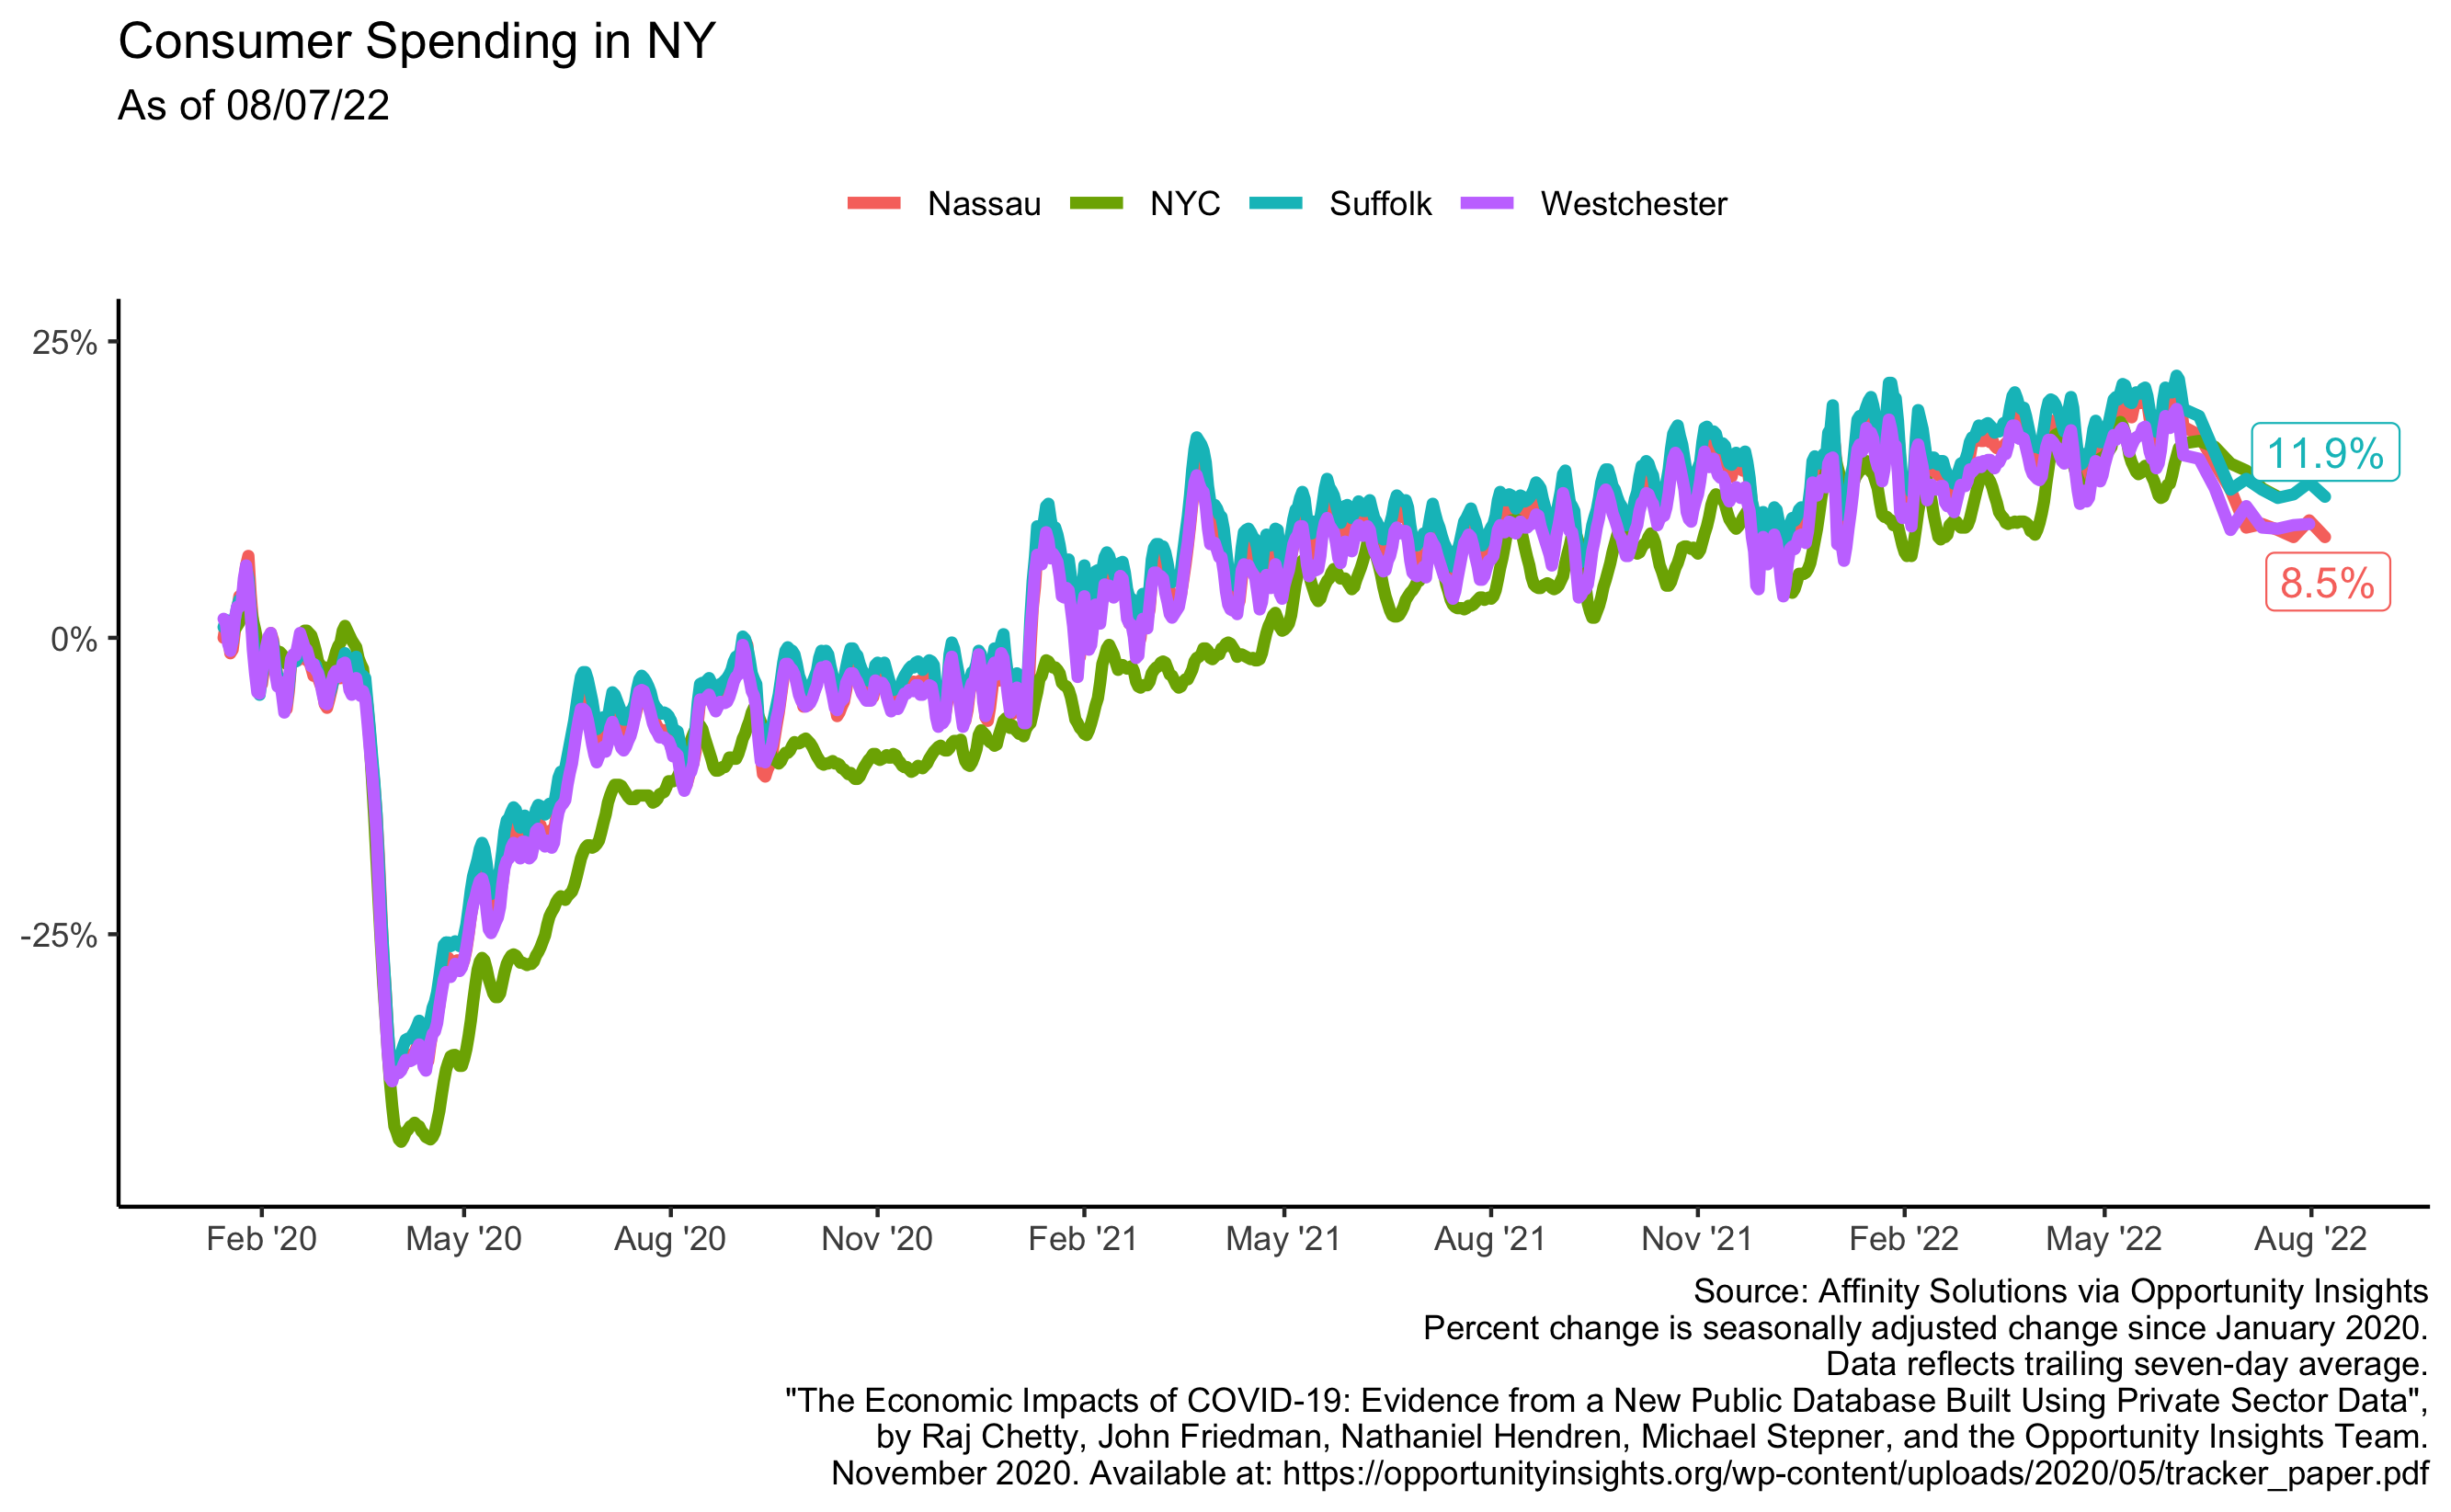 Consumer Spending in NY
As of 08/07/22
Nassau NYC Suffolk Westchester
25%
0%
-25%
11.9%
8.5%
Feb '20 May '20 Aug '20 Nov '20 Feb '21 May '21 Aug '21 Nov '21 Feb '22 May '22 Aug '22
Source: Affinity Solutions via Opportunity Insights
Percent change is seasonally adjusted change since January 2020.
Data reflects trailing seven-day average.
"The Economic Impacts of COVID-19: Evidence from a New Public Database Built Using Private Sector Data",
by Raj Chetty, John Friedman, Nathaniel Hendren, Michael Stepner, and the Opportunity Insights Team.
November 2020. Available at: https://opportunityinsights.org/wp-content/uploads/2020/05/tracker_paper.pdf